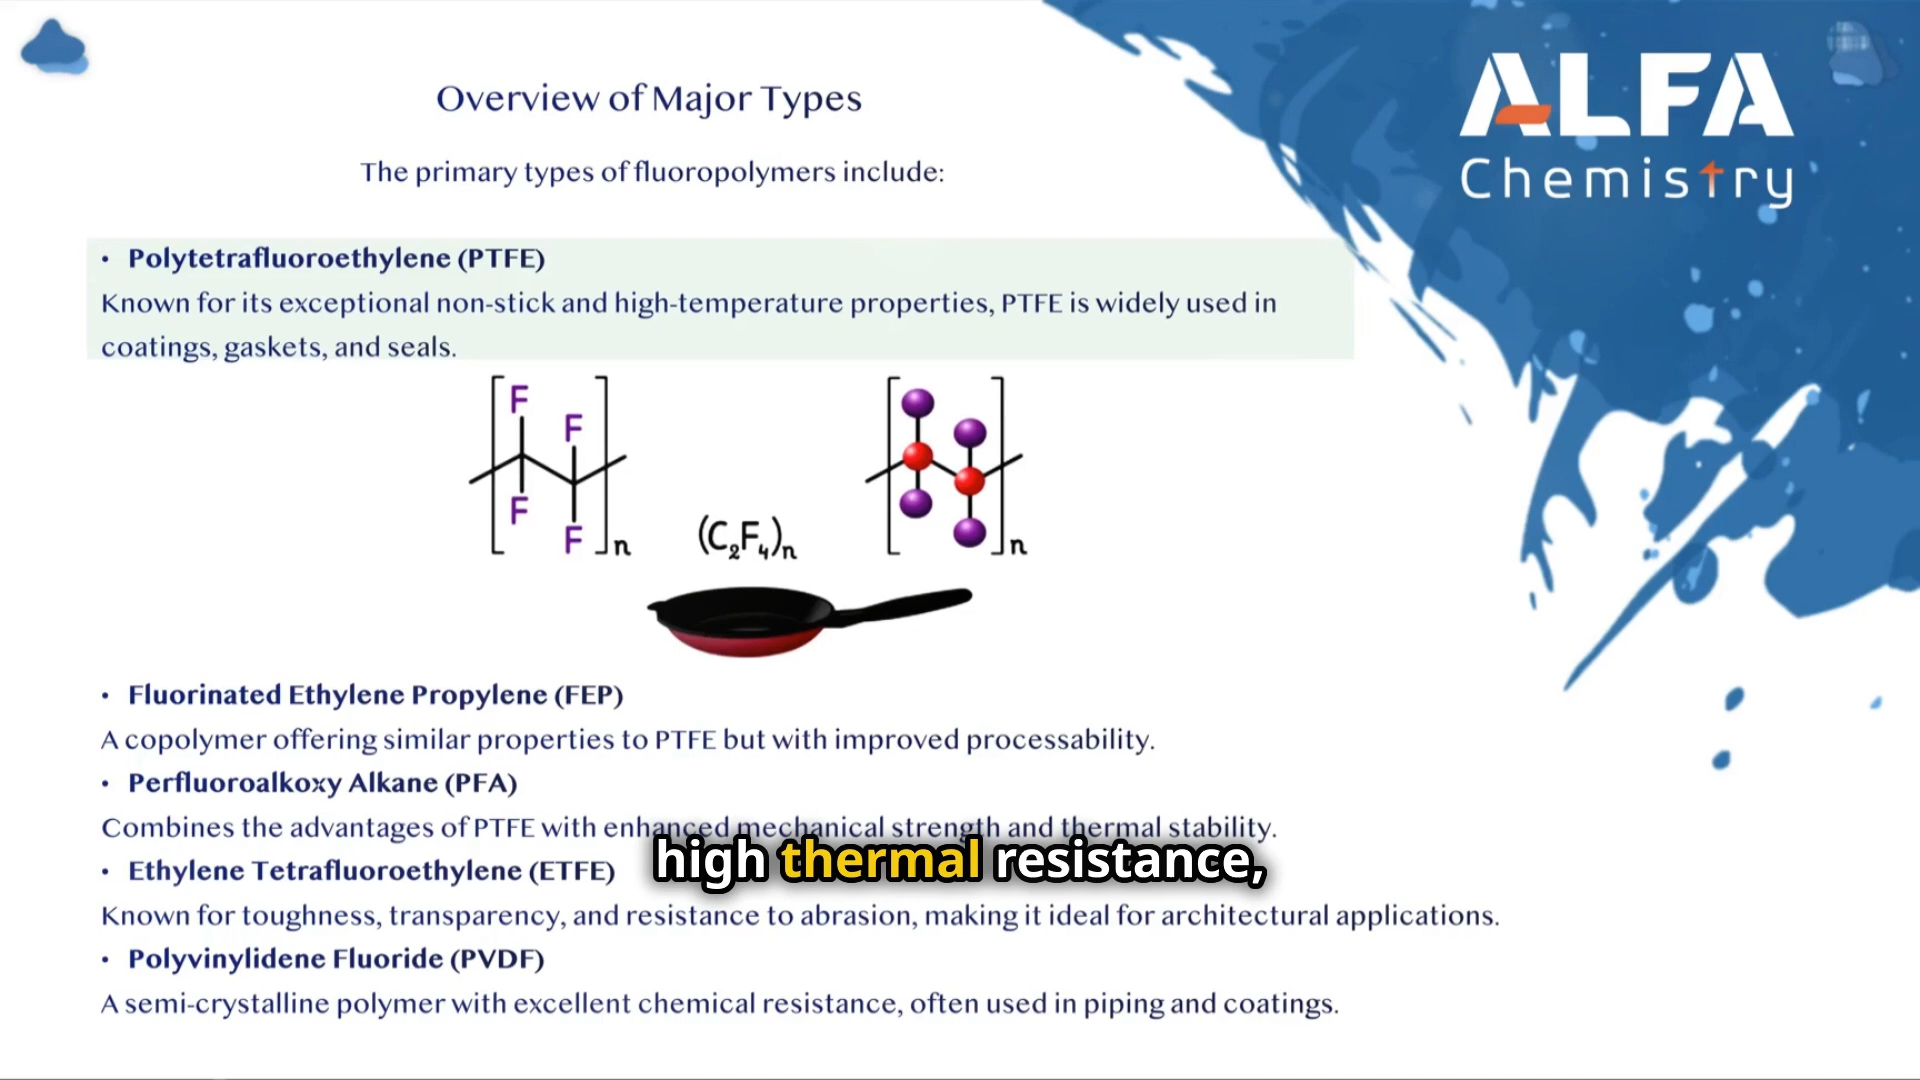 ALFA
Chemistry
Overview of Major Types
The primary types of fluoropolymers include:
• Polytetrafluoroethylene (PTFE)
Known for its exceptional non-stick and high-temperature properties, PTFE is widely used in
coatings, gaskets, and seals.
F
F
F
F
n
(C₂F₄)n
n
• Fluorinated Ethylene Propylene (FEP)
A copolymer offering similar properties to PTFE but with improved processability.
• Perfluoroalkoxy Alkane (PFA)
Combines the advantages of PTFE with enhanced mechanical strength and thermal stability.
high thermal resistance,
• Ethylene Tetrafluoroethylene (ETFE)
Known for toughness, transparency, and resistance to abrasion, making it ideal for architectural applications.
• Polyvinylidene Fluoride (PVDF)
A semi-crystalline polymer with excellent chemical resistance, often used in piping and coatings.